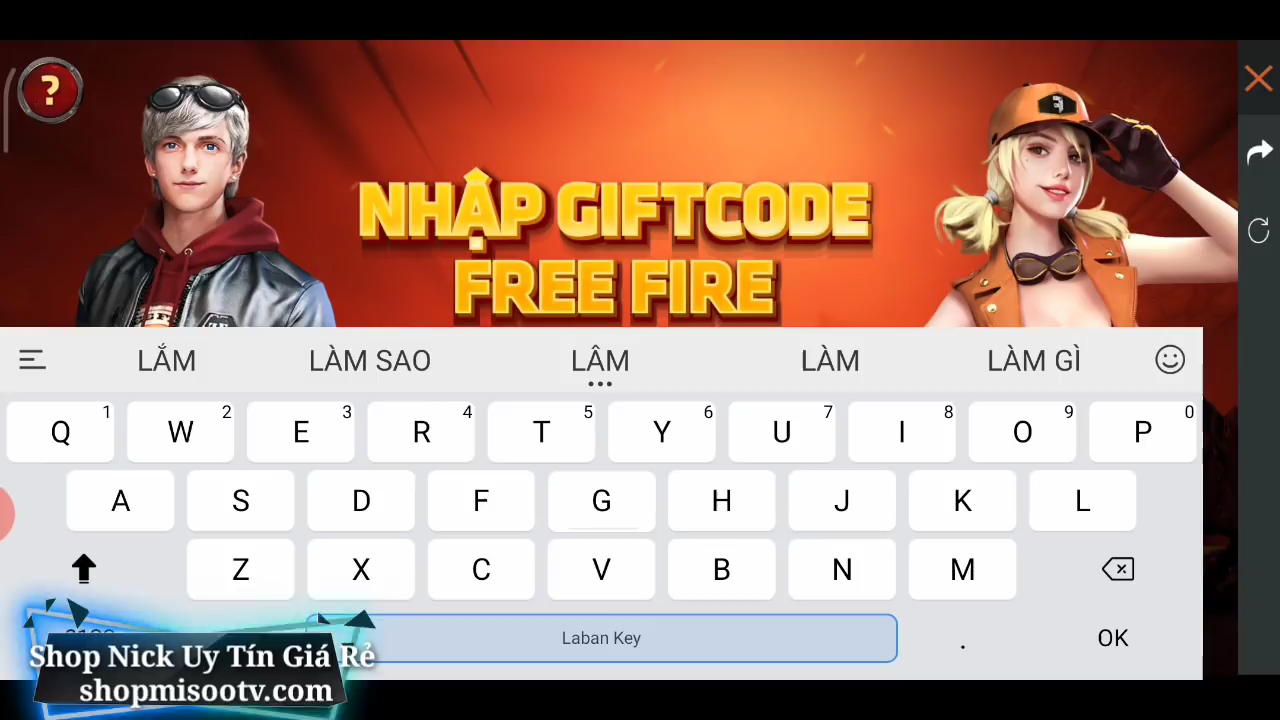 ?
NHẬP GIFTCODE
FREE FIRE
LẮM LÀM SAO LÂM LÀM LÀM GÌ
1 2 3 4 5 6 7 8 9 0
Q W E R T Y U I O P
A S D F G H J K L
Z X C V B N M
Laban Key . OK
Shop Nick Uy Tín Giá Rẻ
shopmisootv.com